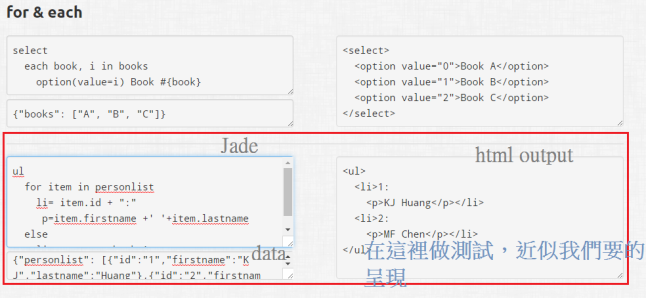 for & each
select
each book, i in books
option(value=i) Book #{book}
{"books": ["A", "B", "C"]}
<select>
<option value="0">Book A</option>
<option value="1">Book B</option>
<option value="2">Book C</option>
</select>
Jade
ul
for item in personlist
li= item.id + ":"
p=item.firstname +' '+item.lastname
else
data
{"personlist": [{"id":"1","firstname":"K
J","lastname":"Huang"},{"id":"2","firstnam
html output
<ul>
<li>1:
<p>KJ Huang</p></li>
<li>2:
<p>MF Chen</p></li>
</ul>
在這裡做測試，近似我們要的
呈現